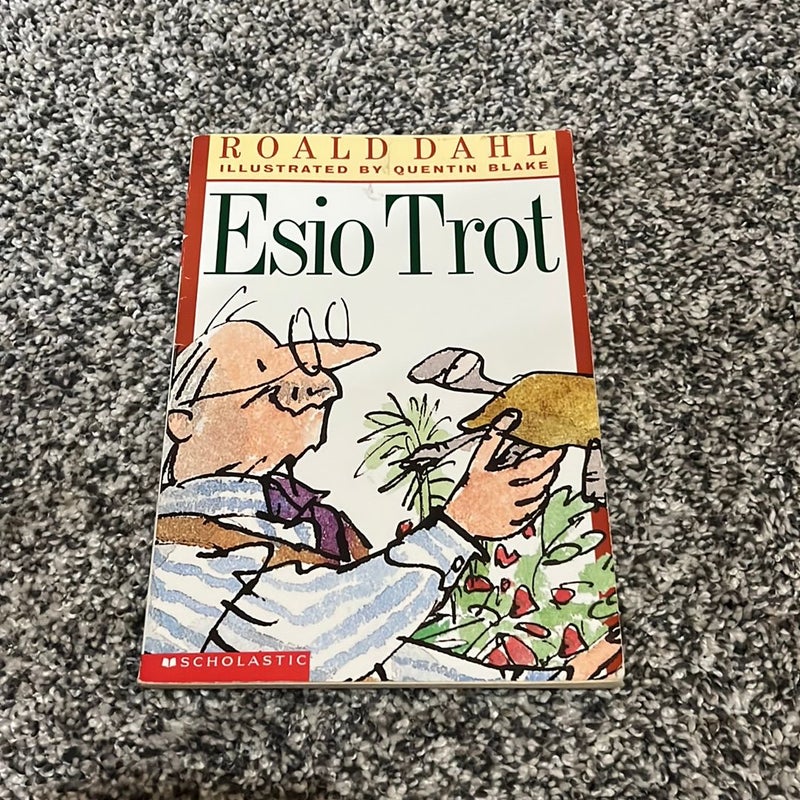 ROALD DAHL
ILLUSTRATED BY QUENTIN BLAKE
Esio Trot
SCHOLASTIC